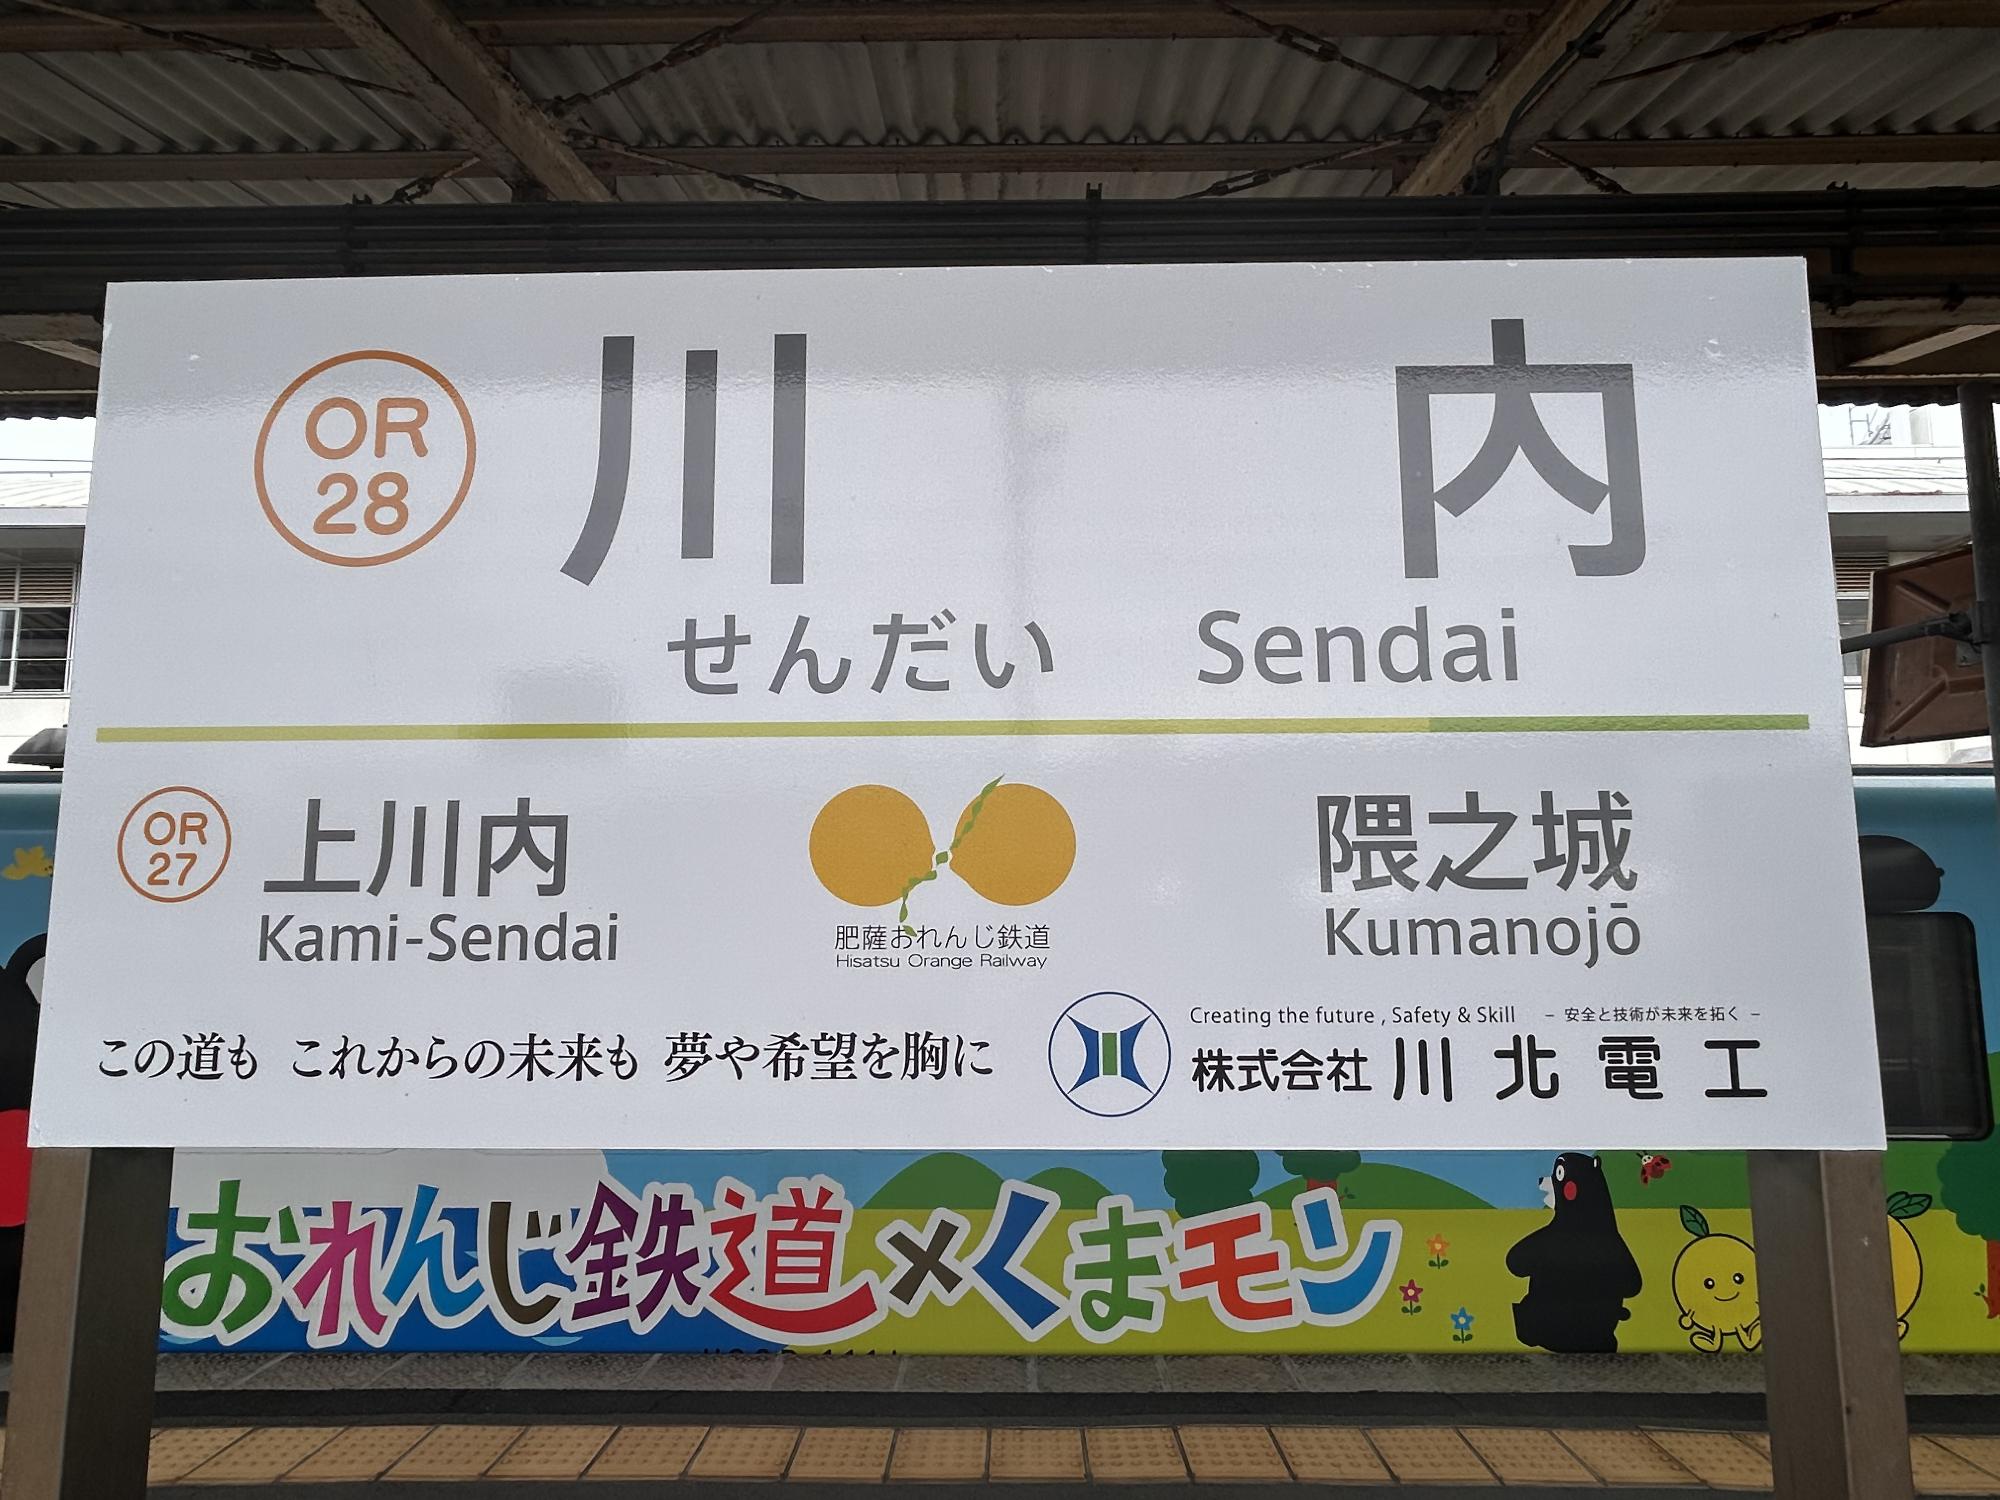 OR
28
川内
せんだい Sendai
OR
27
上川内
Kami-Sendai
肥薩おれんじ鉄道
Hisatsu Orange Railway
隈之城
Kumanojō
この道も これからの未来も 夢や希望を胸に
Creating the future , Safety & Skill － 安全と技術が未来を拓く －
株式会社 川北電工
おれんじ鉄道×くまモン